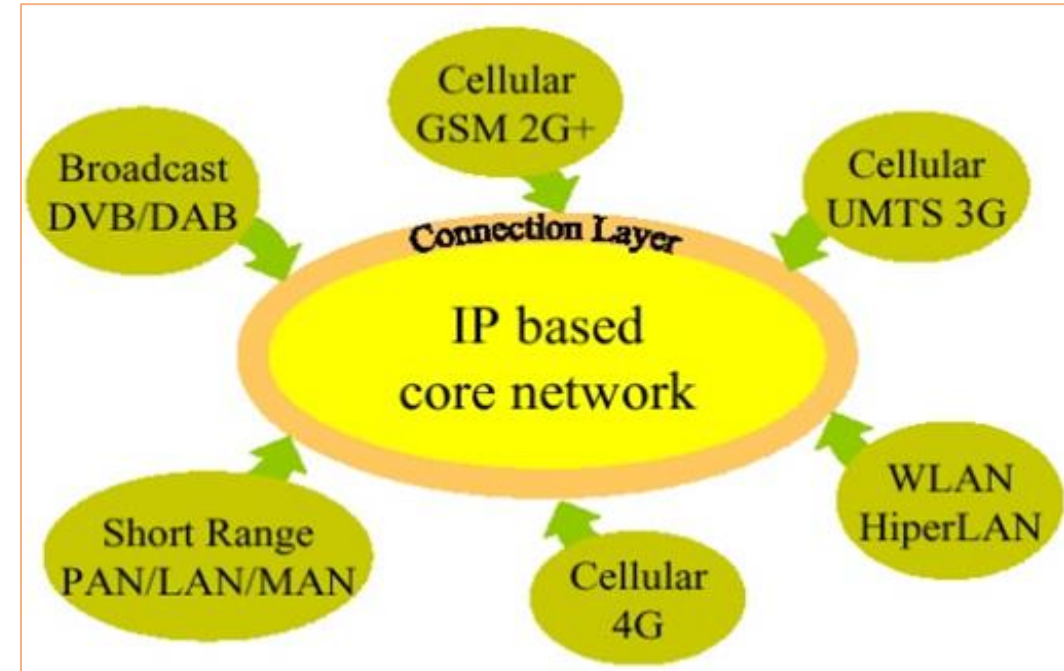 Cellular
GSM 2G+
Broadcast
DVB/DAB
Cellular
UMTS 3G
Connection Layer
IP based
core network
WLAN
HiperLAN
Short Range
PAN/LAN/MAN
Cellular
4G